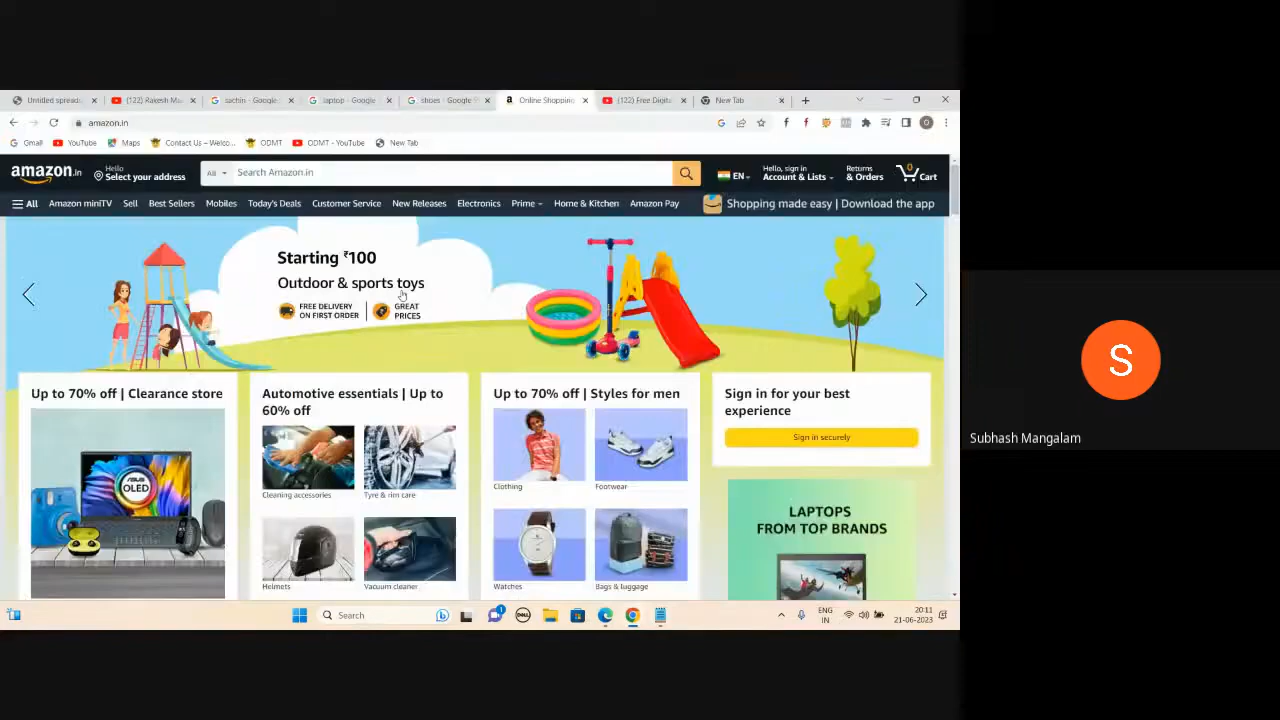 Untitled spreads
(122) Rakesh Ma
sachin - Google
laptop - Google
shoes - Google
Online Shopping
(122) Free Digita
New Tab
amazon.in
Gmail
YouTube
Maps
Contact Us – Welco...
ODMT
ODMT - YouTube
New Tab
amazon.in
Hello
Select your address
All
Search Amazon.in
EN
Hello, sign in
Account & Lists
Returns
& Orders
0
Cart
All
Amazon miniTV
Sell
Best Sellers
Mobiles
Today's Deals
Customer Service
New Releases
Electronics
Prime
Home & Kitchen
Amazon Pay
Shopping made easy | Download the app
Starting ₹100
Outdoor & sports toys
FREE DELIVERY
ON FIRST ORDER
GREAT
PRICES
Up to 70% off | Clearance store
ASUS
OLED
Automotive essentials | Up to
60% off
Cleaning accessories
Tyre & rim care
Helmets
Vacuum cleaner
Up to 70% off | Styles for men
Clothing
Footwear
Watches
Bags & luggage
Sign in for your best
experience
Sign in securely
LAPTOPS
FROM TOP BRANDS
S
Subhash Mangalam
Search
1
DELL
ENG
IN
20:11
21-06-2023